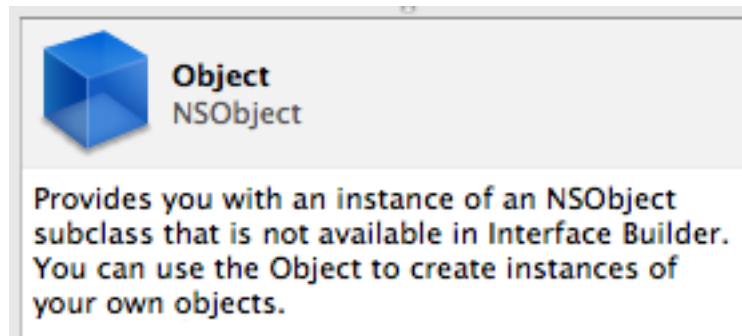 Object
NSObject
Provides you with an instance of an NSObject
subclass that is not available in Interface Builder.
You can use the Object to create instances of
your own objects.